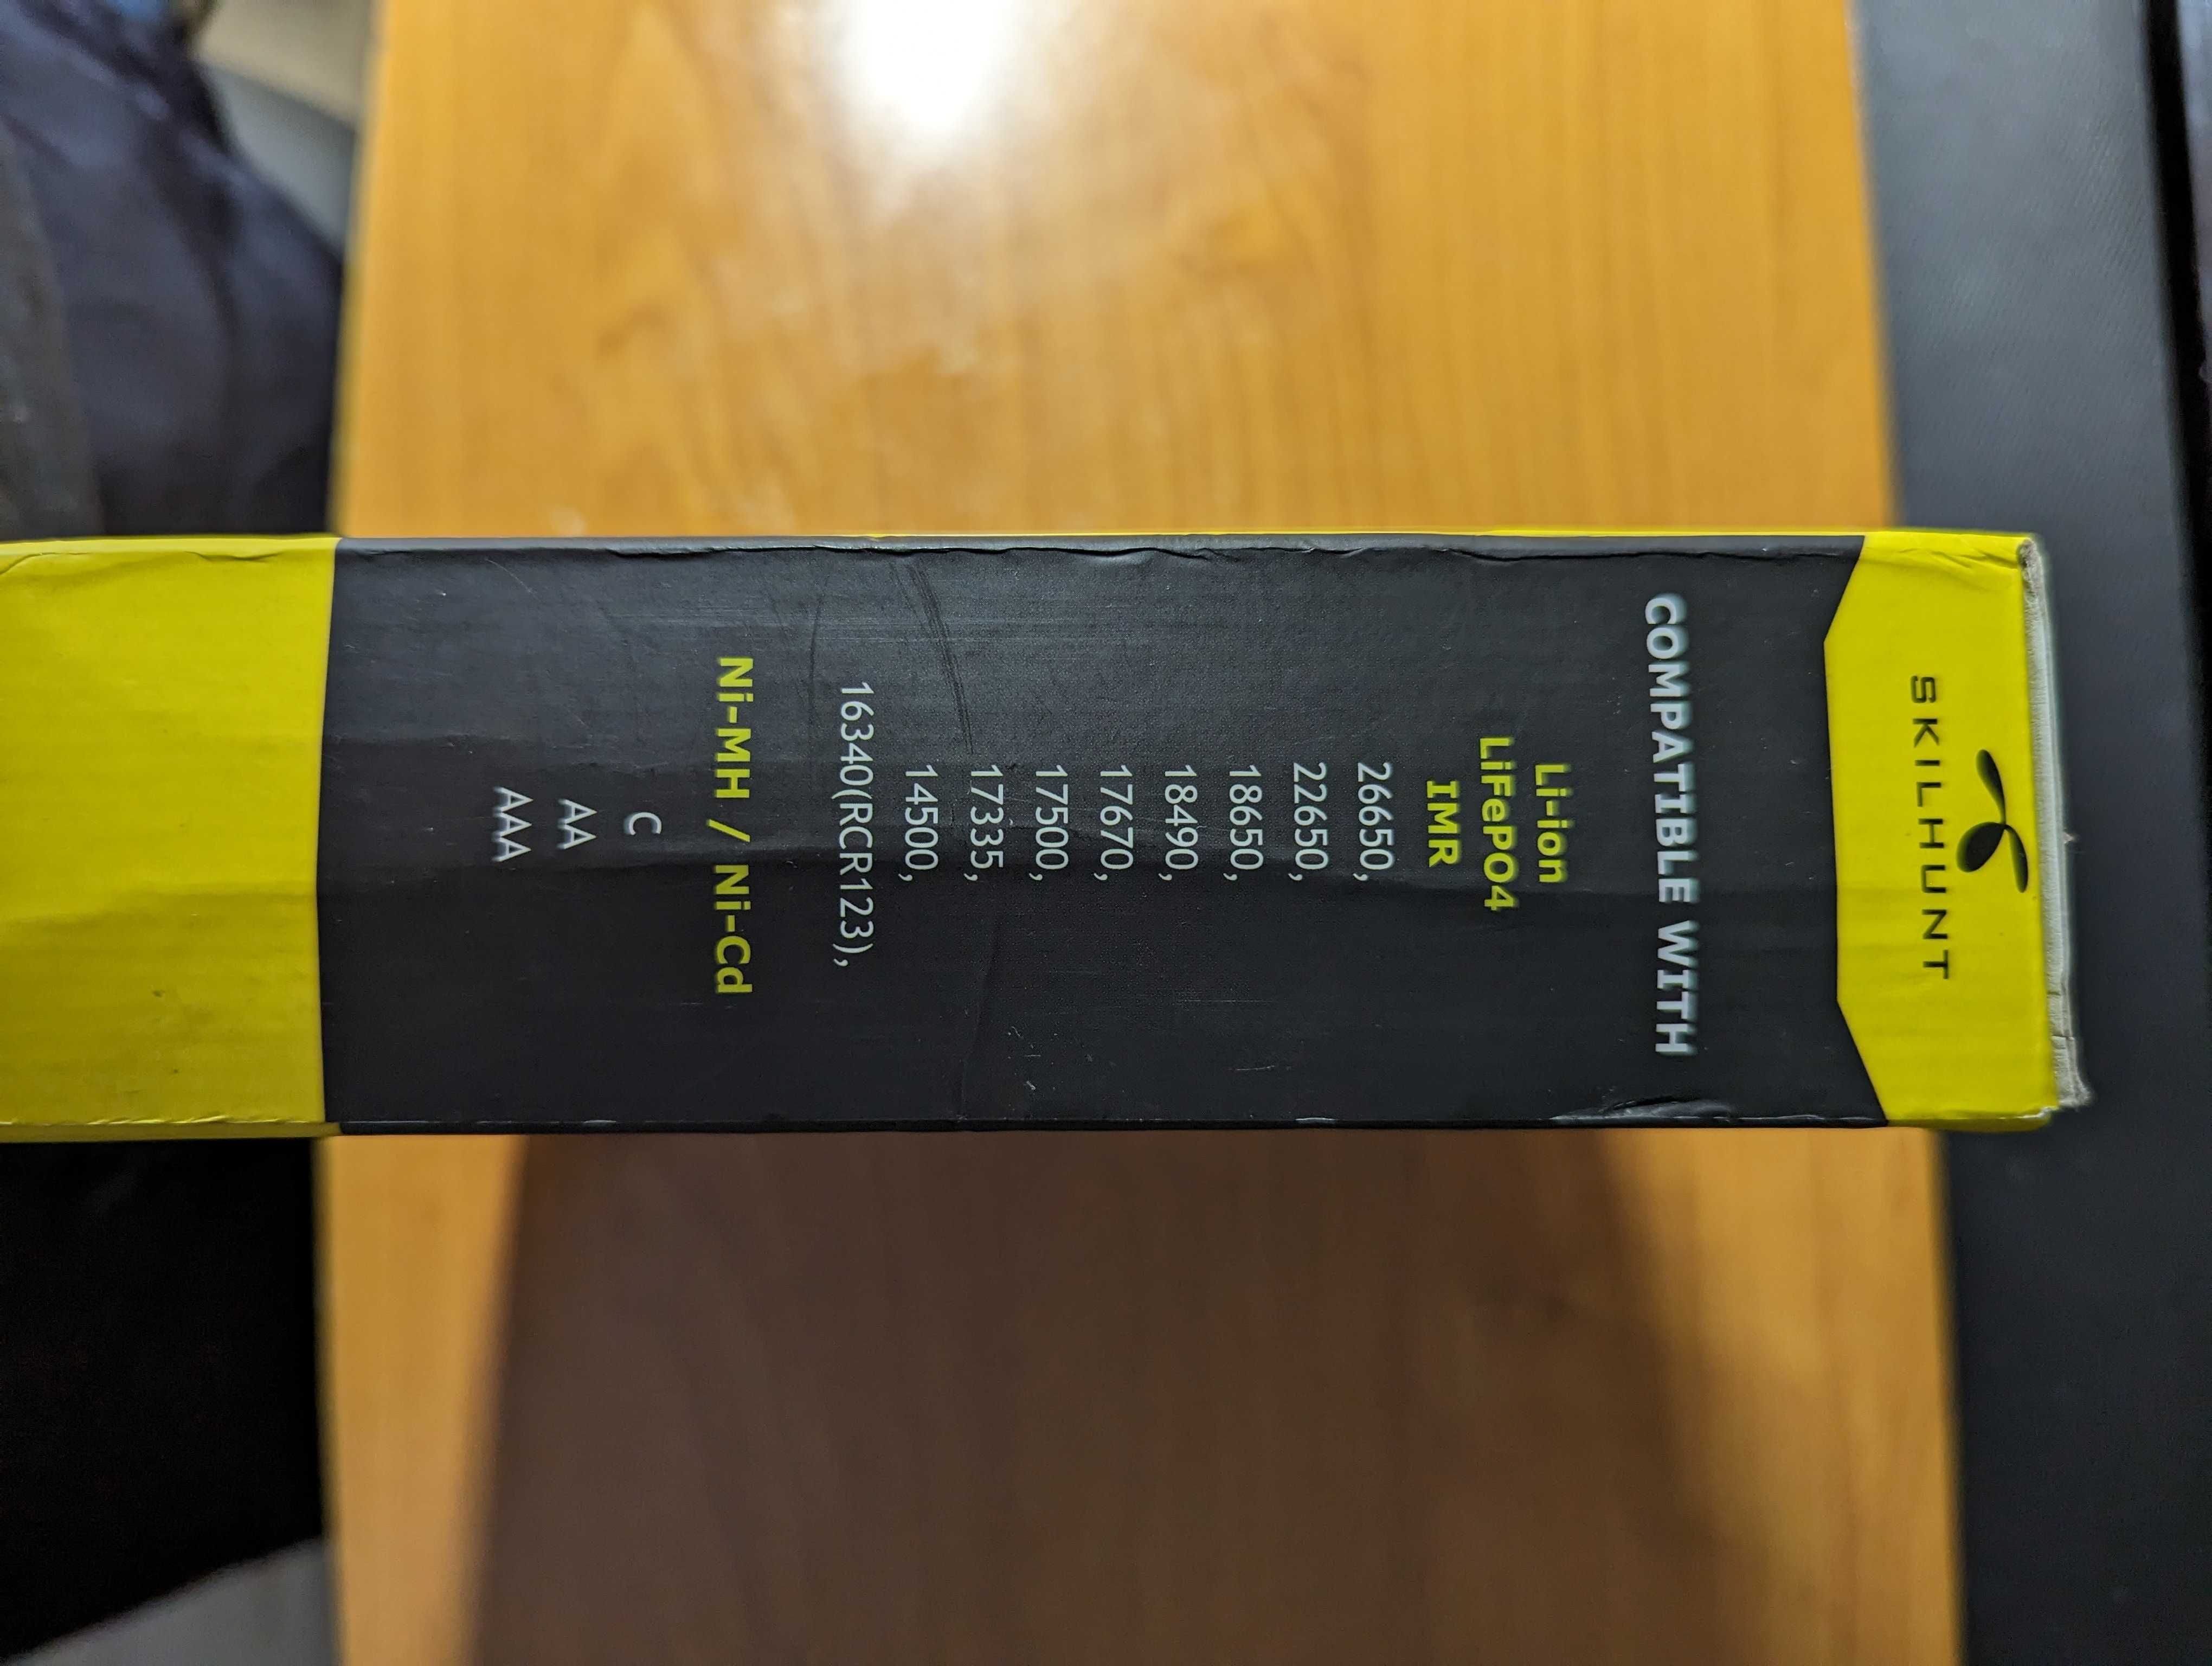 SKILHUNT
COMPATIBLE WITH
Li-ion
LiFePO4
IMR
26650,
22650,
18650,
18490,
17670,
17500,
17335,
14500,
16340(RCR123),
Ni-MH / Ni-Cd
C
AA
AAA